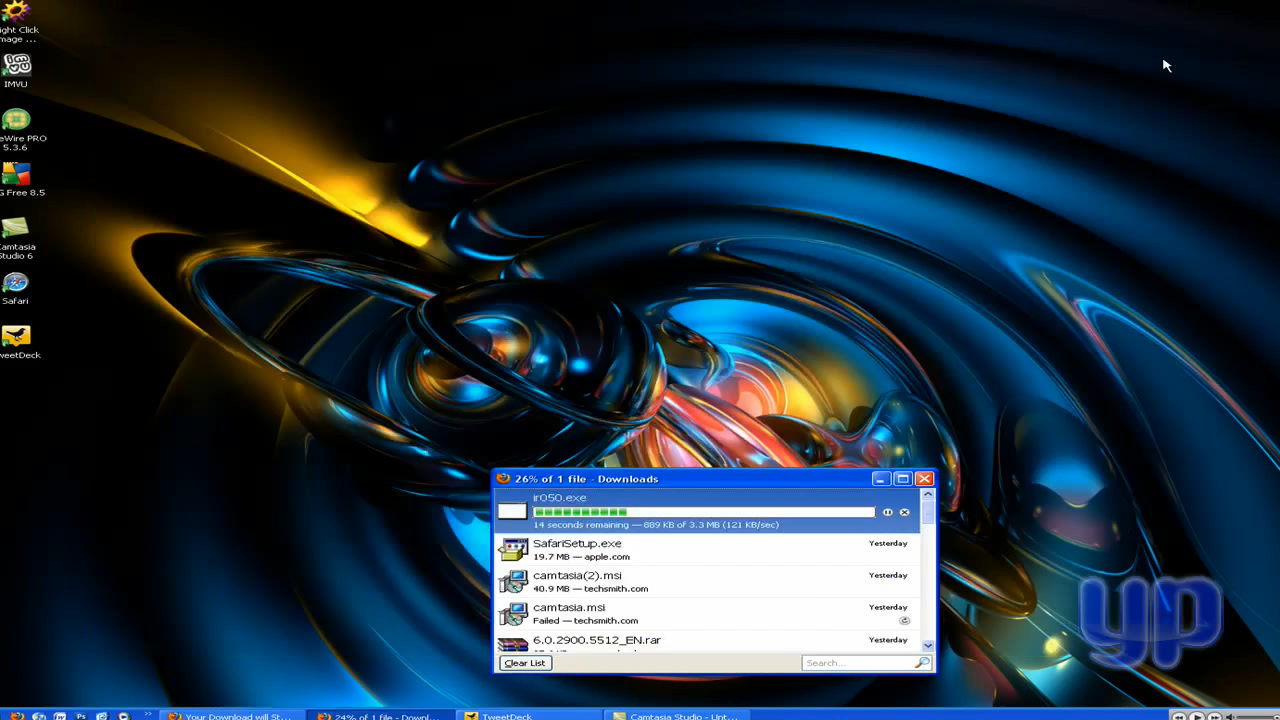 ight Click
mage ...
IMVU
eWire PRO
5.3.6
G Free 8.5
Camtasia
Studio 6
Safari
weetDeck
26% of 1 file - Downloads
ir050.exe
14 seconds remaining — 889 KB of 3.3 MB (121 KB/sec)
SafariSetup.exe
Yesterday
19.7 MB — apple.com
camtasia(2).msi
Yesterday
40.9 MB — techsmith.com
camtasia.msi
Yesterday
Failed — techsmith.com
6.0.2900.5512_EN.rar
Yesterday
Clear List
Search...
yp
Your Download will St...
24% of 1 file - Downl...
TweetDeck
Camtasia Studio - Unt...